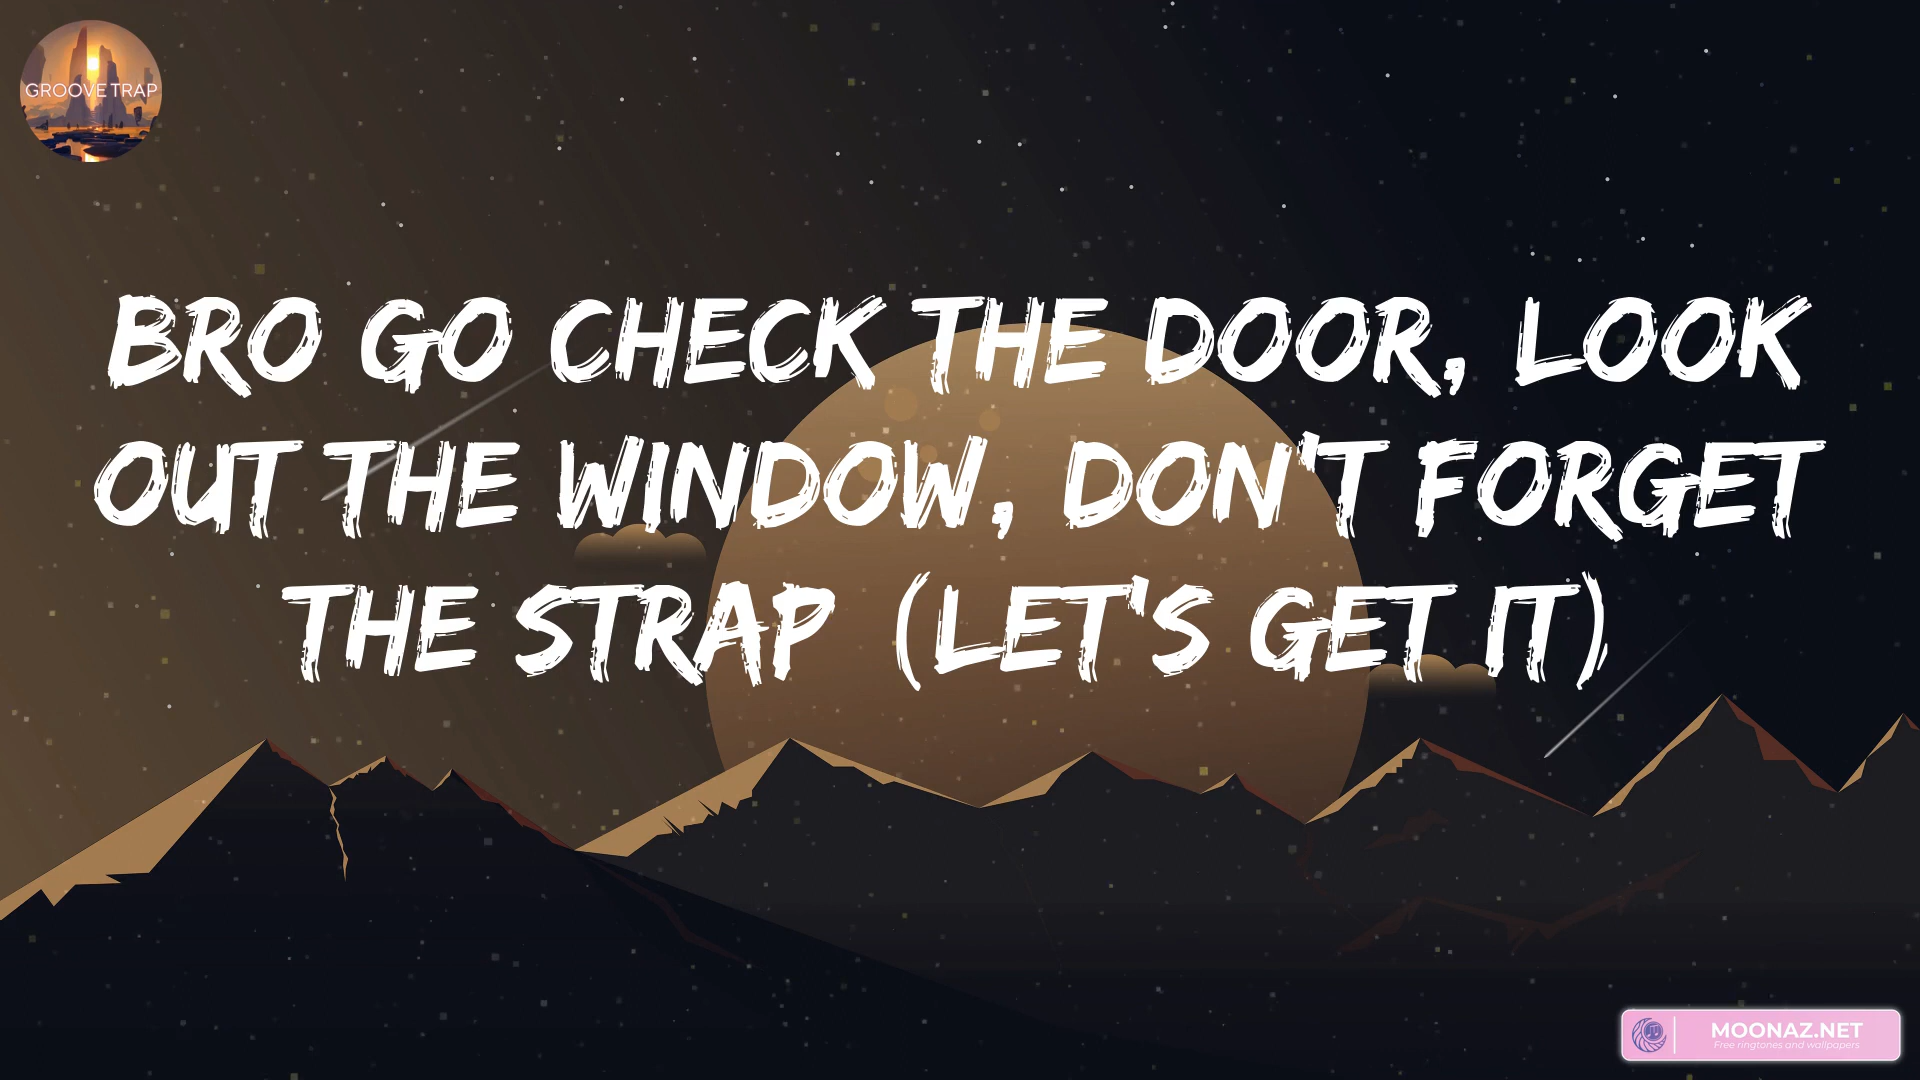 GROOVE TRAP
BRO GO CHECK THE DOOR, LOOK
OUT THE WINDOW, DON'T FORGET
THE STRAP (LET'S GET IT)
MOONAZ.NET
Free ringtones and wallpapers